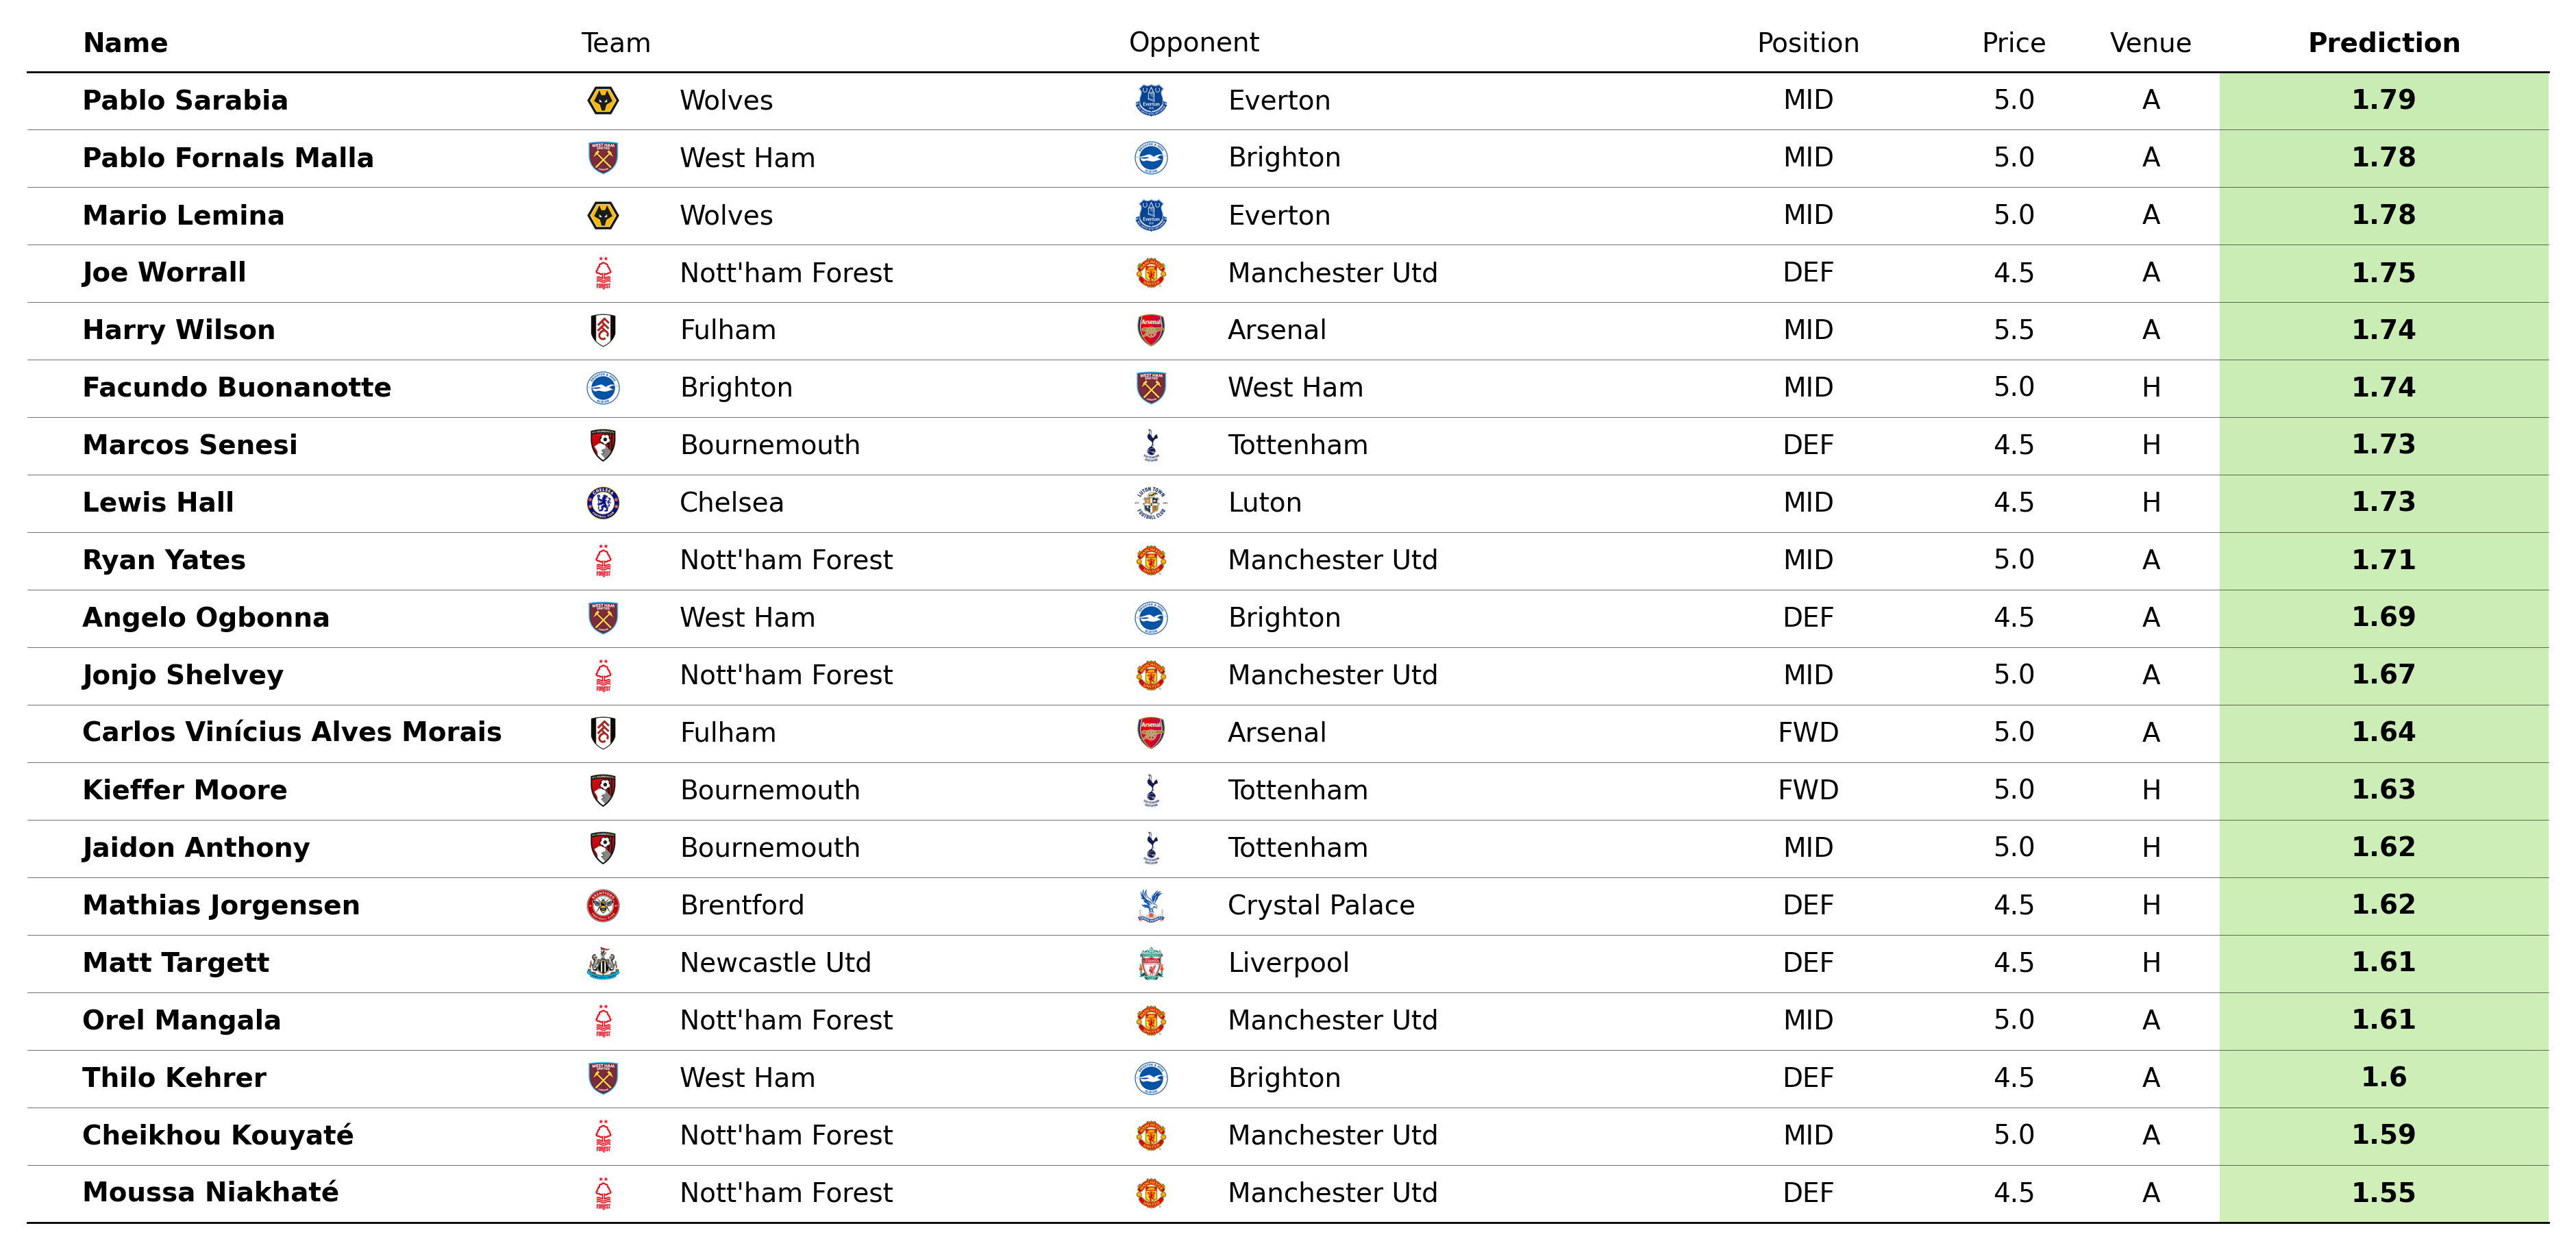 Name Team Opponent Position Price Venue Prediction
Pablo Sarabia Wolves Everton MID 5.0 A 1.79
Pablo Fornals Malla West Ham Brighton MID 5.0 A 1.78
Mario Lemina Wolves Everton MID 5.0 A 1.78
Joe Worrall Nott'ham Forest Manchester Utd DEF 4.5 A 1.75
Harry Wilson Fulham Arsenal MID 5.5 A 1.74
Facundo Buonanotte Brighton West Ham MID 5.0 H 1.74
Marcos Senesi Bournemouth Tottenham DEF 4.5 H 1.73
Lewis Hall Chelsea Luton MID 4.5 H 1.73
Ryan Yates Nott'ham Forest Manchester Utd MID 5.0 A 1.71
Angelo Ogbonna West Ham Brighton DEF 4.5 A 1.69
Jonjo Shelvey Nott'ham Forest Manchester Utd MID 5.0 A 1.67
Carlos Vinícius Alves Morais Fulham Arsenal FWD 5.0 A 1.64
Kieffer Moore Bournemouth Tottenham FWD 5.0 H 1.63
Jaidon Anthony Bournemouth Tottenham MID 5.0 H 1.62
Mathias Jorgensen Brentford Crystal Palace DEF 4.5 H 1.62
Matt Targett Newcastle Utd Liverpool DEF 4.5 H 1.61
Orel Mangala Nott'ham Forest Manchester Utd MID 5.0 A 1.61
Thilo Kehrer West Ham Brighton DEF 4.5 A 1.6
Cheikhou Kouyaté Nott'ham Forest Manchester Utd MID 5.0 A 1.59
Moussa Niakhaté Nott'ham Forest Manchester Utd DEF 4.5 A 1.55